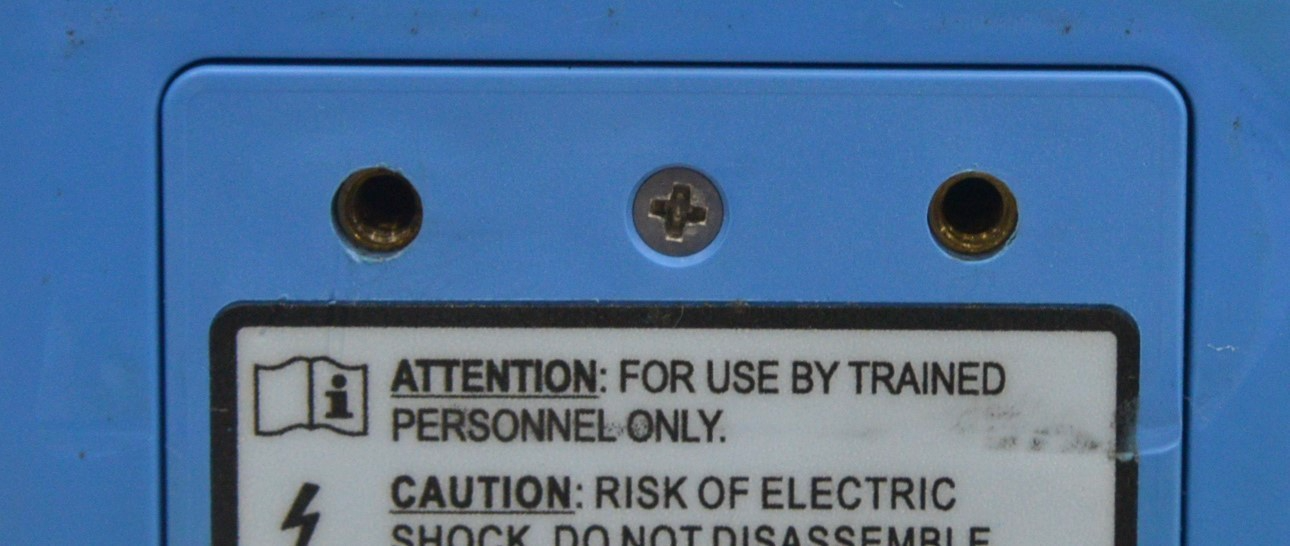 ATTENTION: FOR USE BY TRAINED
PERSONNEL ONLY.
CAUTION: RISK OF ELECTRIC
SHOCK. DO NOT DISASSEMBLE